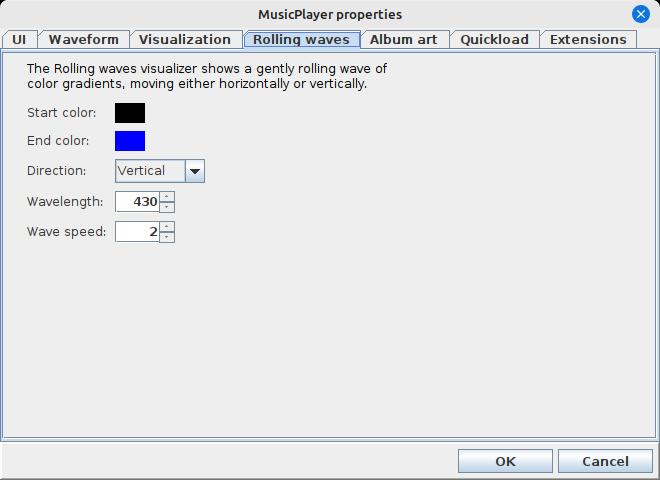 MusicPlayer properties
UI Waveform Visualization Rolling waves Album art Quickload Extensions
The Rolling waves visualizer shows a gently rolling wave of
color gradients, moving either horizontally or vertically.
Start color:
End color:
Direction: Vertical
Wavelength: 430
Wave speed: 2
OK Cancel